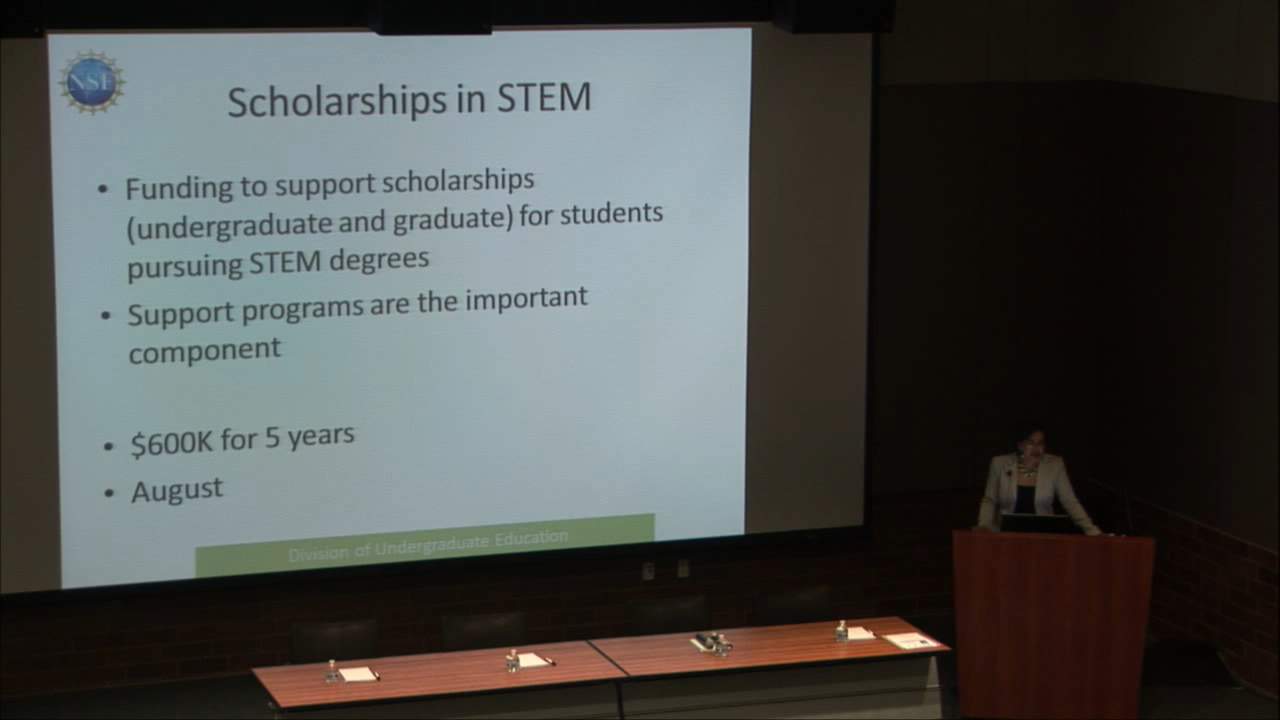 NSF
Scholarships in STEM
• Funding to support scholarships
(undergraduate and graduate) for students
pursuing STEM degrees
• Support programs are the important
component
• $600K for 5 years
• August
Division of Undergraduate Education